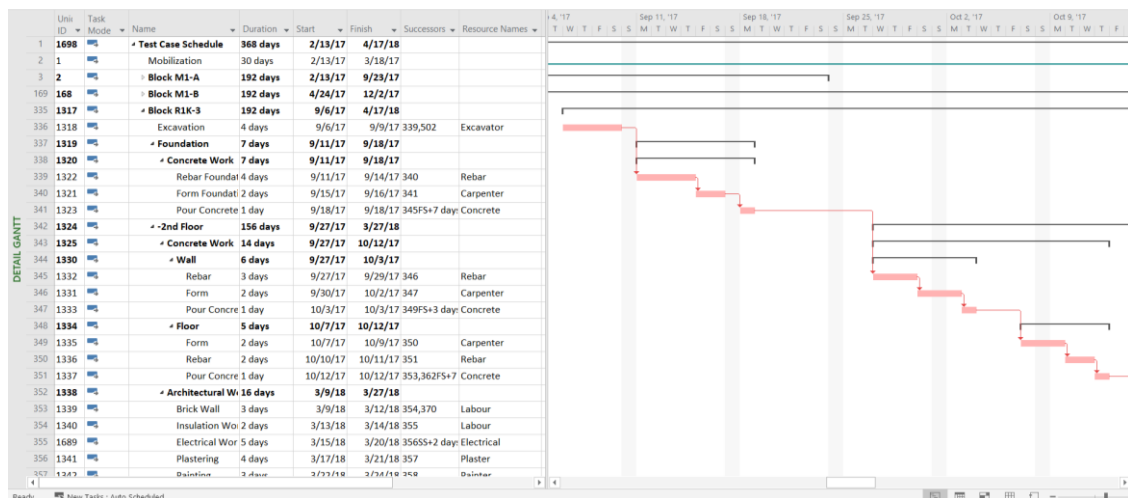 Unii Task
ID Mode Name Duration Start Finish Successors Resource Names
4, '17 Sep 11, '17 Sep 18, '17 Sep 25, '17 Oct 2, '17 Oct 9, '17
T W T F S S M T W T F S S M T W T F S S M T W T F S S M T W T F S S M T W T F
DETAIL GANTT
1 1698 Test Case Schedule 368 days 2/13/17 4/17/18
2 1 Mobilization 30 days 2/13/17 3/18/17
3 2 Block M1-A 192 days 2/13/17 9/23/17
169 168 Block M1-B 192 days 4/24/17 12/2/17
335 1317 Block R1K-3 192 days 9/6/17 4/17/18
336 1318 Excavation 4 days 9/6/17 9/9/17 339,502 Excavator
337 1319 Foundation 7 days 9/11/17 9/18/17
338 1320 Concrete Work 7 days 9/11/17 9/18/17
339 1322 Rebar Foundat 4 days 9/11/17 9/14/17 340 Rebar
340 1321 Form Foundati 2 days 9/15/17 9/16/17 341 Carpenter
341 1323 Pour Concrete 1 day 9/18/17 9/18/17 345FS+7 day: Concrete
342 1324 -2nd Floor 156 days 9/27/17 3/27/18
343 1325 Concrete Work 14 days 9/27/17 10/12/17
344 1330 Wall 6 days 9/27/17 10/3/17
345 1332 Rebar 3 days 9/27/17 9/29/17 346 Rebar
346 1331 Form 2 days 9/30/17 10/2/17 347 Carpenter
347 1333 Pour Concre 1 day 10/3/17 10/3/17 349FS+3 day: Concrete
348 1334 Floor 5 days 10/7/17 10/12/17
349 1335 Form 2 days 10/7/17 10/9/17 350 Carpenter
350 1336 Rebar 2 days 10/10/17 10/11/17 351 Rebar
351 1337 Pour Concre 1 day 10/12/17 10/12/17 353,362FS+7 Concrete
352 1338 Architectural W 16 days 3/9/18 3/27/18
353 1339 Brick Wall 3 days 3/9/18 3/12/18 354,370 Labour
354 1340 Insulation Wo 2 days 3/13/18 3/14/18 355 Labour
355 1689 Electrical Wor 5 days 3/15/18 3/20/18 356SS+2 day: Electrical
356 1341 Plastering 4 days 3/17/18 3/21/18 357 Plaster
357 1342 Painting 3 days 3/22/18 3/24/18 358 Painter
Ready New Tasks : Auto Scheduled